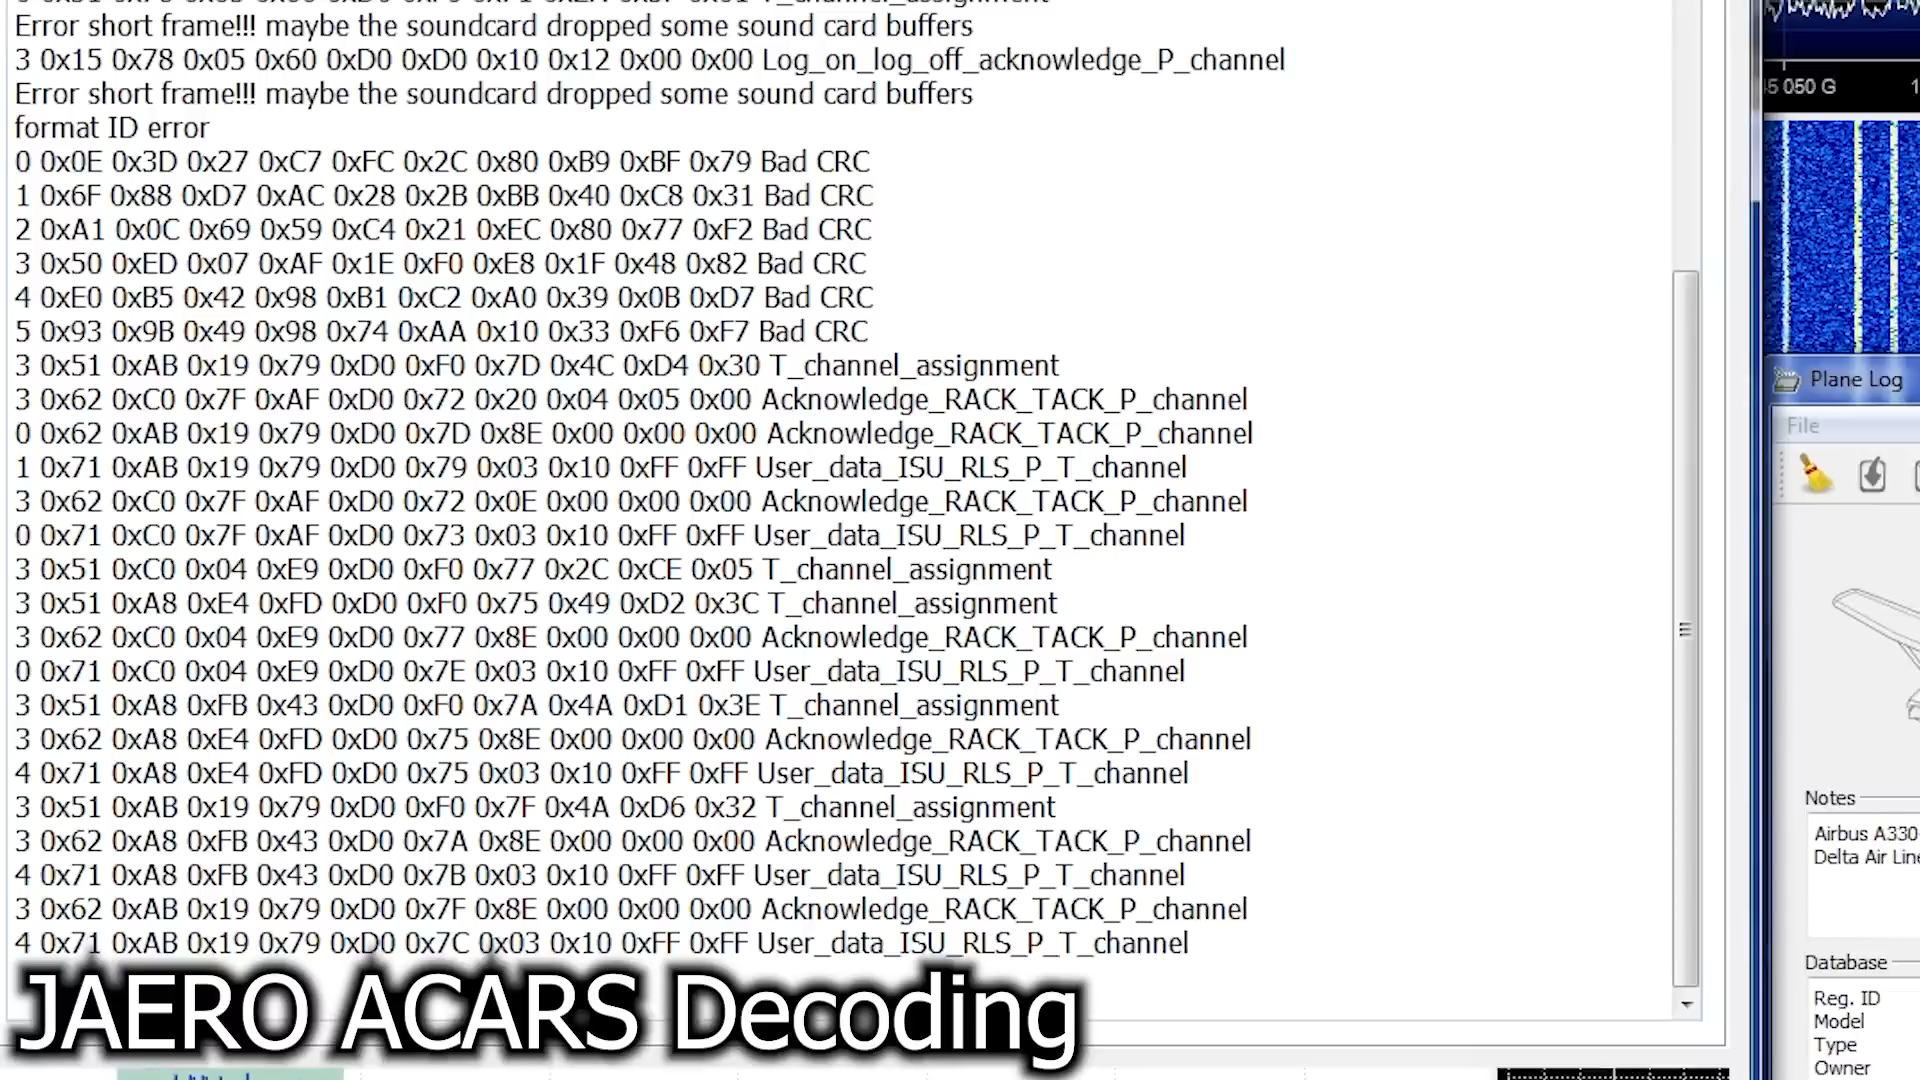 Error short frame!!! maybe the soundcard dropped some sound card buffers
3 0x15 0x78 0x05 0x60 0xD0 0xD0 0x10 0x12 0x00 0x00 Log_on_log_off_acknowledge_P_channel
Error short frame!!! maybe the soundcard dropped some sound card buffers
format ID error
0 0x0E 0x3D 0x27 0xC7 0xFC 0x2C 0x80 0xB9 0xBF 0x79 Bad CRC
1 0x6F 0x88 0xD7 0xAC 0x28 0x2B 0xBB 0x40 0xC8 0x31 Bad CRC
2 0xA1 0x0C 0x69 0x59 0xC4 0x21 0xEC 0x80 0x77 0xF2 Bad CRC
3 0x50 0xED 0x07 0xAF 0x1E 0xF0 0xE8 0x1F 0x48 0x82 Bad CRC
4 0xE0 0xB5 0x42 0x98 0xB1 0xC2 0xA0 0x39 0x0B 0xD7 Bad CRC
5 0x93 0x9B 0x49 0x98 0x74 0xAA 0x10 0x33 0xF6 0xF7 Bad CRC
3 0x51 0xAB 0x19 0x79 0xD0 0xF0 0x7D 0x4C 0xD4 0x30 T_channel_assignment
3 0x62 0xC0 0x7F 0xAF 0xD0 0x72 0x20 0x04 0x05 0x00 Acknowledge_RACK_TACK_P_channel
0 0x62 0xAB 0x19 0x79 0xD0 0x7D 0x8E 0x00 0x00 0x00 Acknowledge_RACK_TACK_P_channel
1 0x71 0xAB 0x19 0x79 0xD0 0x79 0x03 0x10 0xFF 0xFF User_data_ISU_RLS_P_T_channel
3 0x62 0xC0 0x7F 0xAF 0xD0 0x72 0x0E 0x00 0x00 0x00 Acknowledge_RACK_TACK_P_channel
0 0x71 0xC0 0x7F 0xAF 0xD0 0x73 0x03 0x10 0xFF 0xFF User_data_ISU_RLS_P_T_channel
3 0x51 0xC0 0x04 0xE9 0xD0 0xF0 0x77 0x2C 0xCE 0x05 T_channel_assignment
3 0x51 0xA8 0xE4 0xFD 0xD0 0xF0 0x75 0x49 0xD2 0x3C T_channel_assignment
3 0x62 0xC0 0x04 0xE9 0xD0 0x77 0x8E 0x00 0x00 0x00 Acknowledge_RACK_TACK_P_channel
0 0x71 0xC0 0x04 0xE9 0xD0 0x7E 0x03 0x10 0xFF 0xFF User_data_ISU_RLS_P_T_channel
3 0x51 0xA8 0xFB 0x43 0xD0 0xF0 0x7A 0x4A 0xD1 0x3E T_channel_assignment
3 0x62 0xA8 0xE4 0xFD 0xD0 0x75 0x8E 0x00 0x00 0x00 Acknowledge_RACK_TACK_P_channel
4 0x71 0xA8 0xE4 0xFD 0xD0 0x75 0x03 0x10 0xFF 0xFF User_data_ISU_RLS_P_T_channel
3 0x51 0xAB 0x19 0x79 0xD0 0xF0 0x7F 0x4A 0xD6 0x32 T_channel_assignment
3 0x62 0xA8 0xFB 0x43 0xD0 0x7A 0x8E 0x00 0x00 0x00 Acknowledge_RACK_TACK_P_channel
4 0x71 0xA8 0xFB 0x43 0xD0 0x7B 0x03 0x10 0xFF 0xFF User_data_ISU_RLS_P_T_channel
3 0x62 0xAB 0x19 0x79 0xD0 0x7F 0x8E 0x00 0x00 0x00 Acknowledge_RACK_TACK_P_channel
4 0x71 0xAB 0x19 0x79 0xD0 0x7C 0x03 0x10 0xFF 0xFF User_data_ISU_RLS_P_T_channel
JAERO ACARS Decoding
5 050 G
Plane Log
File
Notes
Airbus A330
Delta Air Line
Database
Reg. ID
Model
Type
Owner